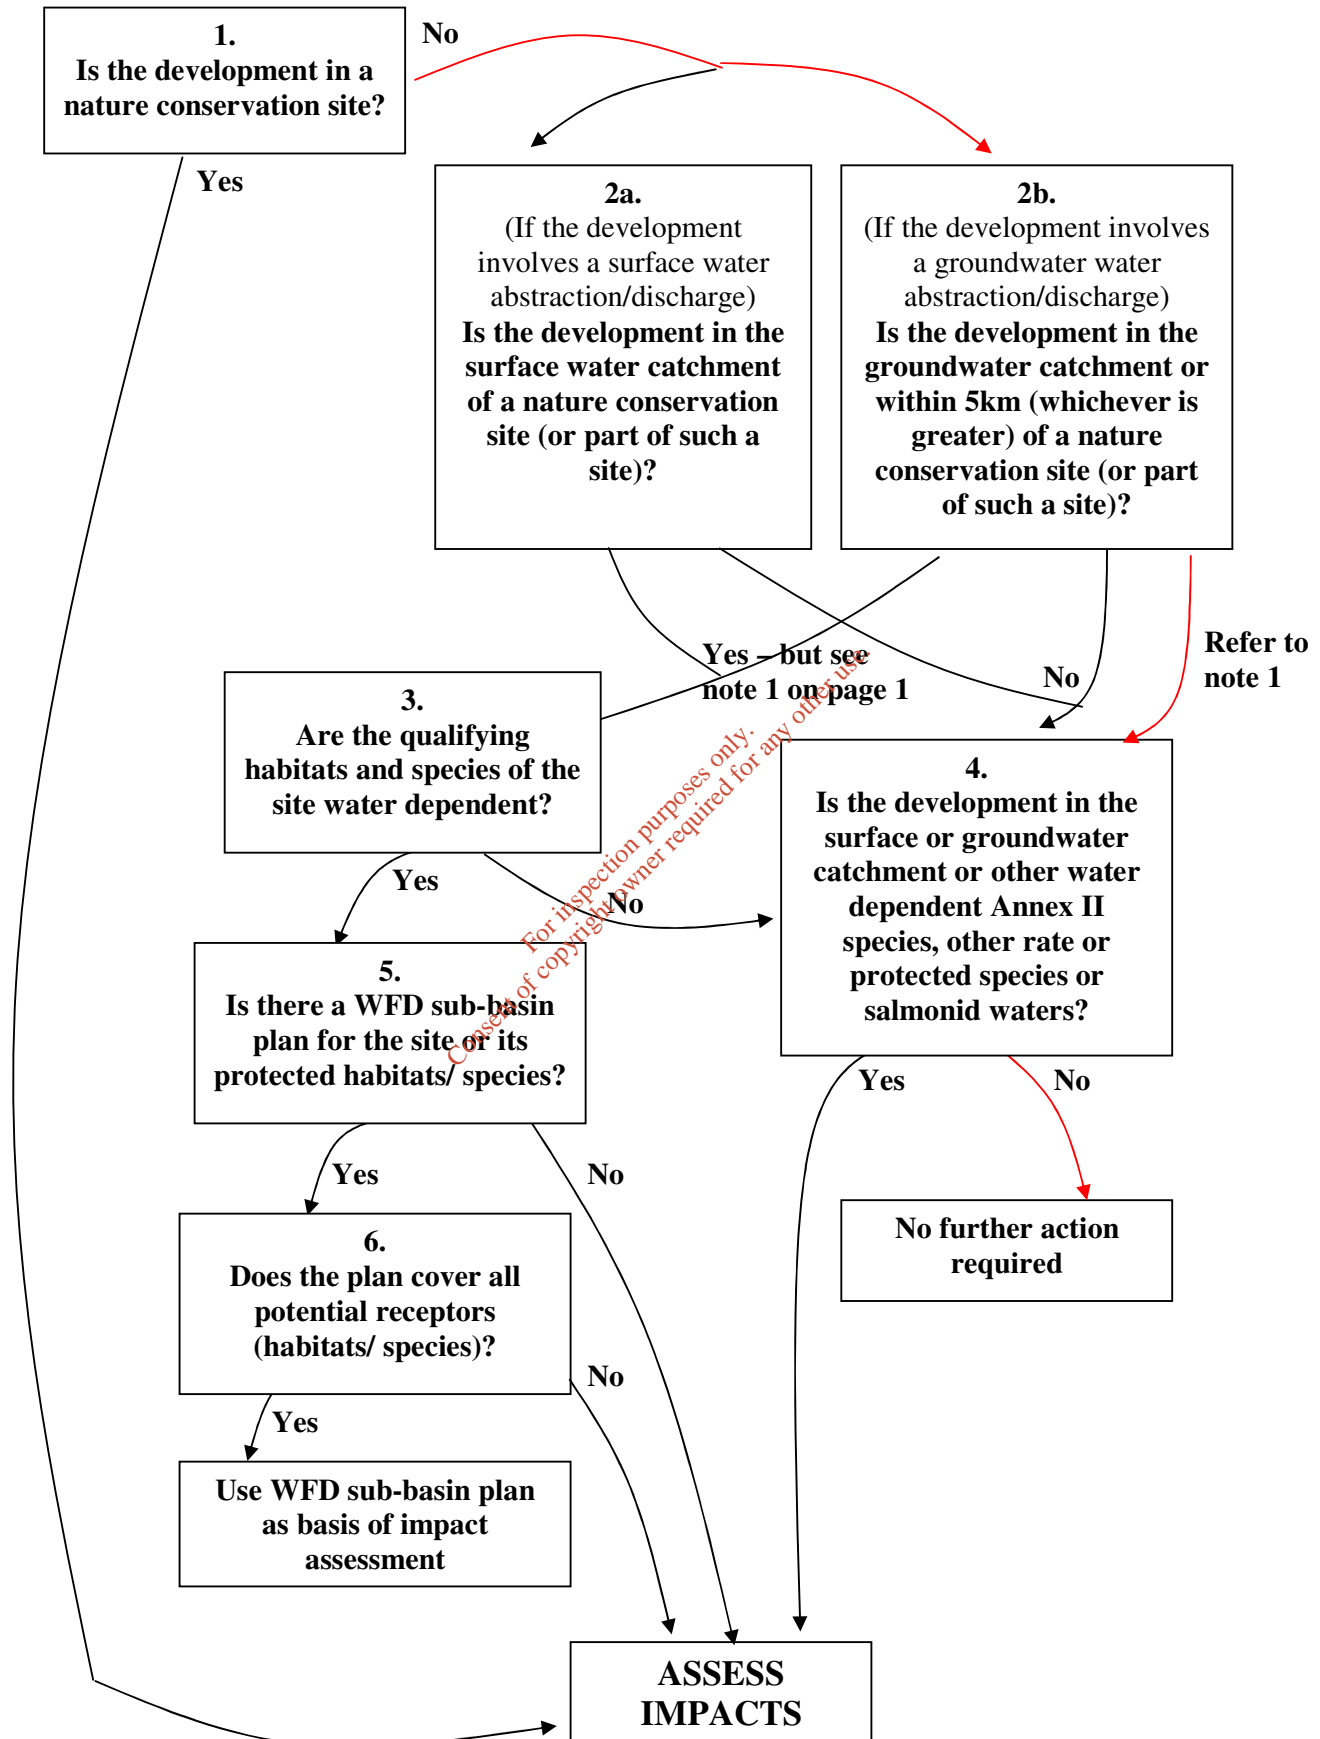 1.
Is the development in a
nature conservation site?
No
Yes
2a.
(If the development
involves a surface water
abstraction/discharge)
Is the development in the
surface water catchment
of a nature conservation
site (or part of such a
site)?
2b.
(If the development involves
a groundwater water
abstraction/discharge)
Is the development in the
groundwater catchment or
within 5km (whichever is
greater) of a nature
conservation site (or part
of such a site)?
Yes – but see
note 1 on page 1
No
Refer to
note 1
3.
Are the qualifying
habitats and species of the
site water dependent?
Yes
No
4.
Is the development in the
surface or groundwater
catchment or other water
dependent Annex II
species, other rate or
protected species or
salmonid waters?
Yes
No
For inspection purposes only.
Consent of copyright owner required for any other use.
5.
Is there a WFD sub-basin
plan for the site or its
protected habitats/ species?
Yes
No
No further action
required
6.
Does the plan cover all
potential receptors
(habitats/ species)?
Yes
No
Use WFD sub-basin plan
as basis of impact
assessment
ASSESS
IMPACTS